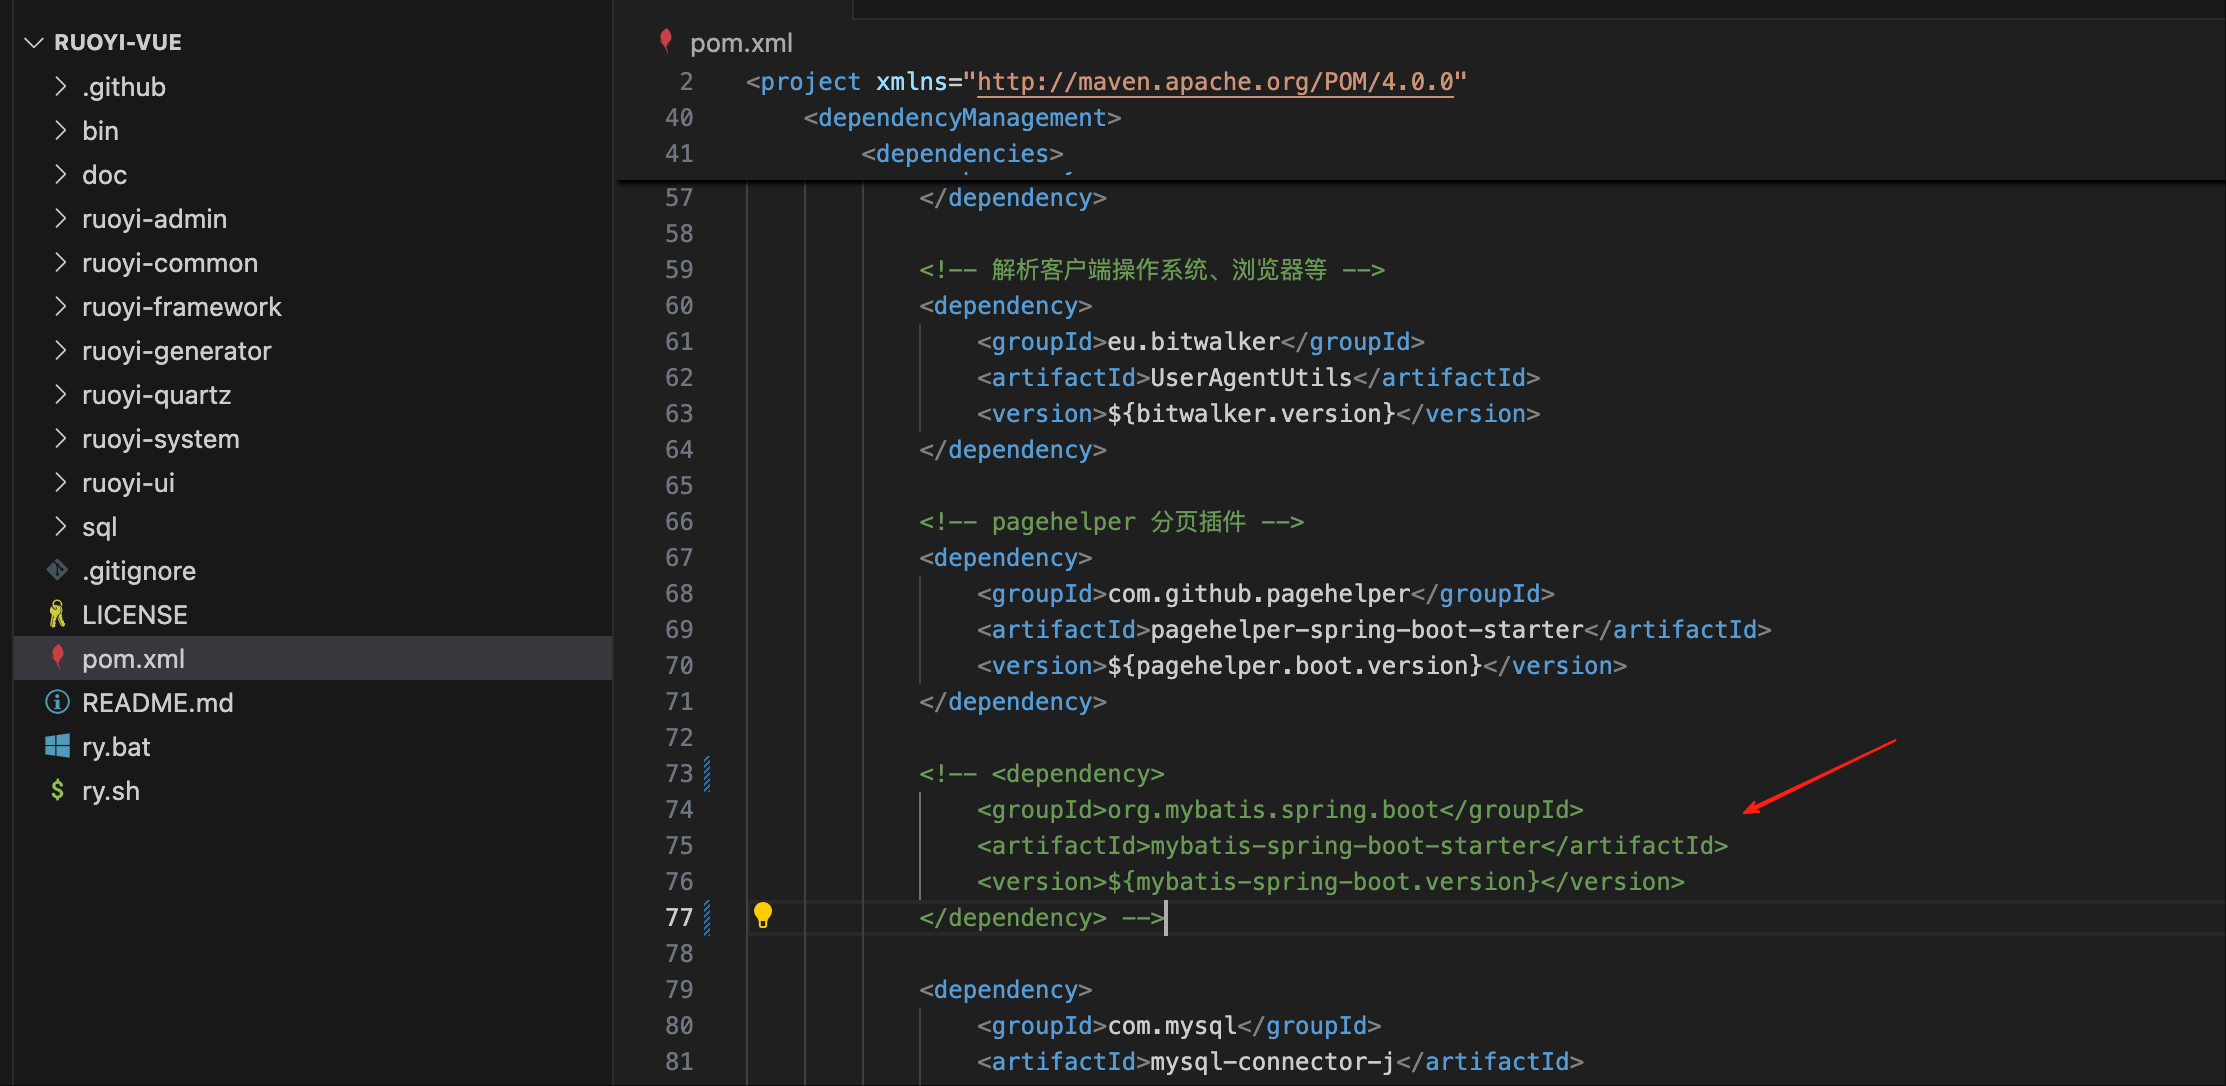 RUOYI-VUE
.github
bin
doc
ruoyi-admin
ruoyi-common
ruoyi-framework
ruoyi-generator
ruoyi-quartz
ruoyi-system
ruoyi-ui
sql
.gitignore
LICENSE
pom.xml
README.md
ry.bat
$ ry.sh
pom.xml
2 <project xmlns="http://maven.apache.org/POM/4.0.0"
40 <dependencyManagement>
41 <dependencies>
57 </dependency>
58
59 <!-- 解析客户端操作系统、浏览器等 -->
60 <dependency>
61 <groupId>eu.bitwalker</groupId>
62 <artifactId>UserAgentUtils</artifactId>
63 <version>${bitwalker.version}</version>
64 </dependency>
65
66 <!-- pagehelper 分页插件 -->
67 <dependency>
68 <groupId>com.github.pagehelper</groupId>
69 <artifactId>pagehelper-spring-boot-starter</artifactId>
70 <version>${pagehelper.boot.version}</version>
71 </dependency>
72
73 <!-- <dependency>
74 <groupId>org.mybatis.spring.boot</groupId>
75 <artifactId>mybatis-spring-boot-starter</artifactId>
76 <version>${mybatis-spring-boot.version}</version>
77 </dependency> -->
78
79 <dependency>
80 <groupId>com.mysql</groupId>
81 <artifactId>mysql-connector-j</artifactId>